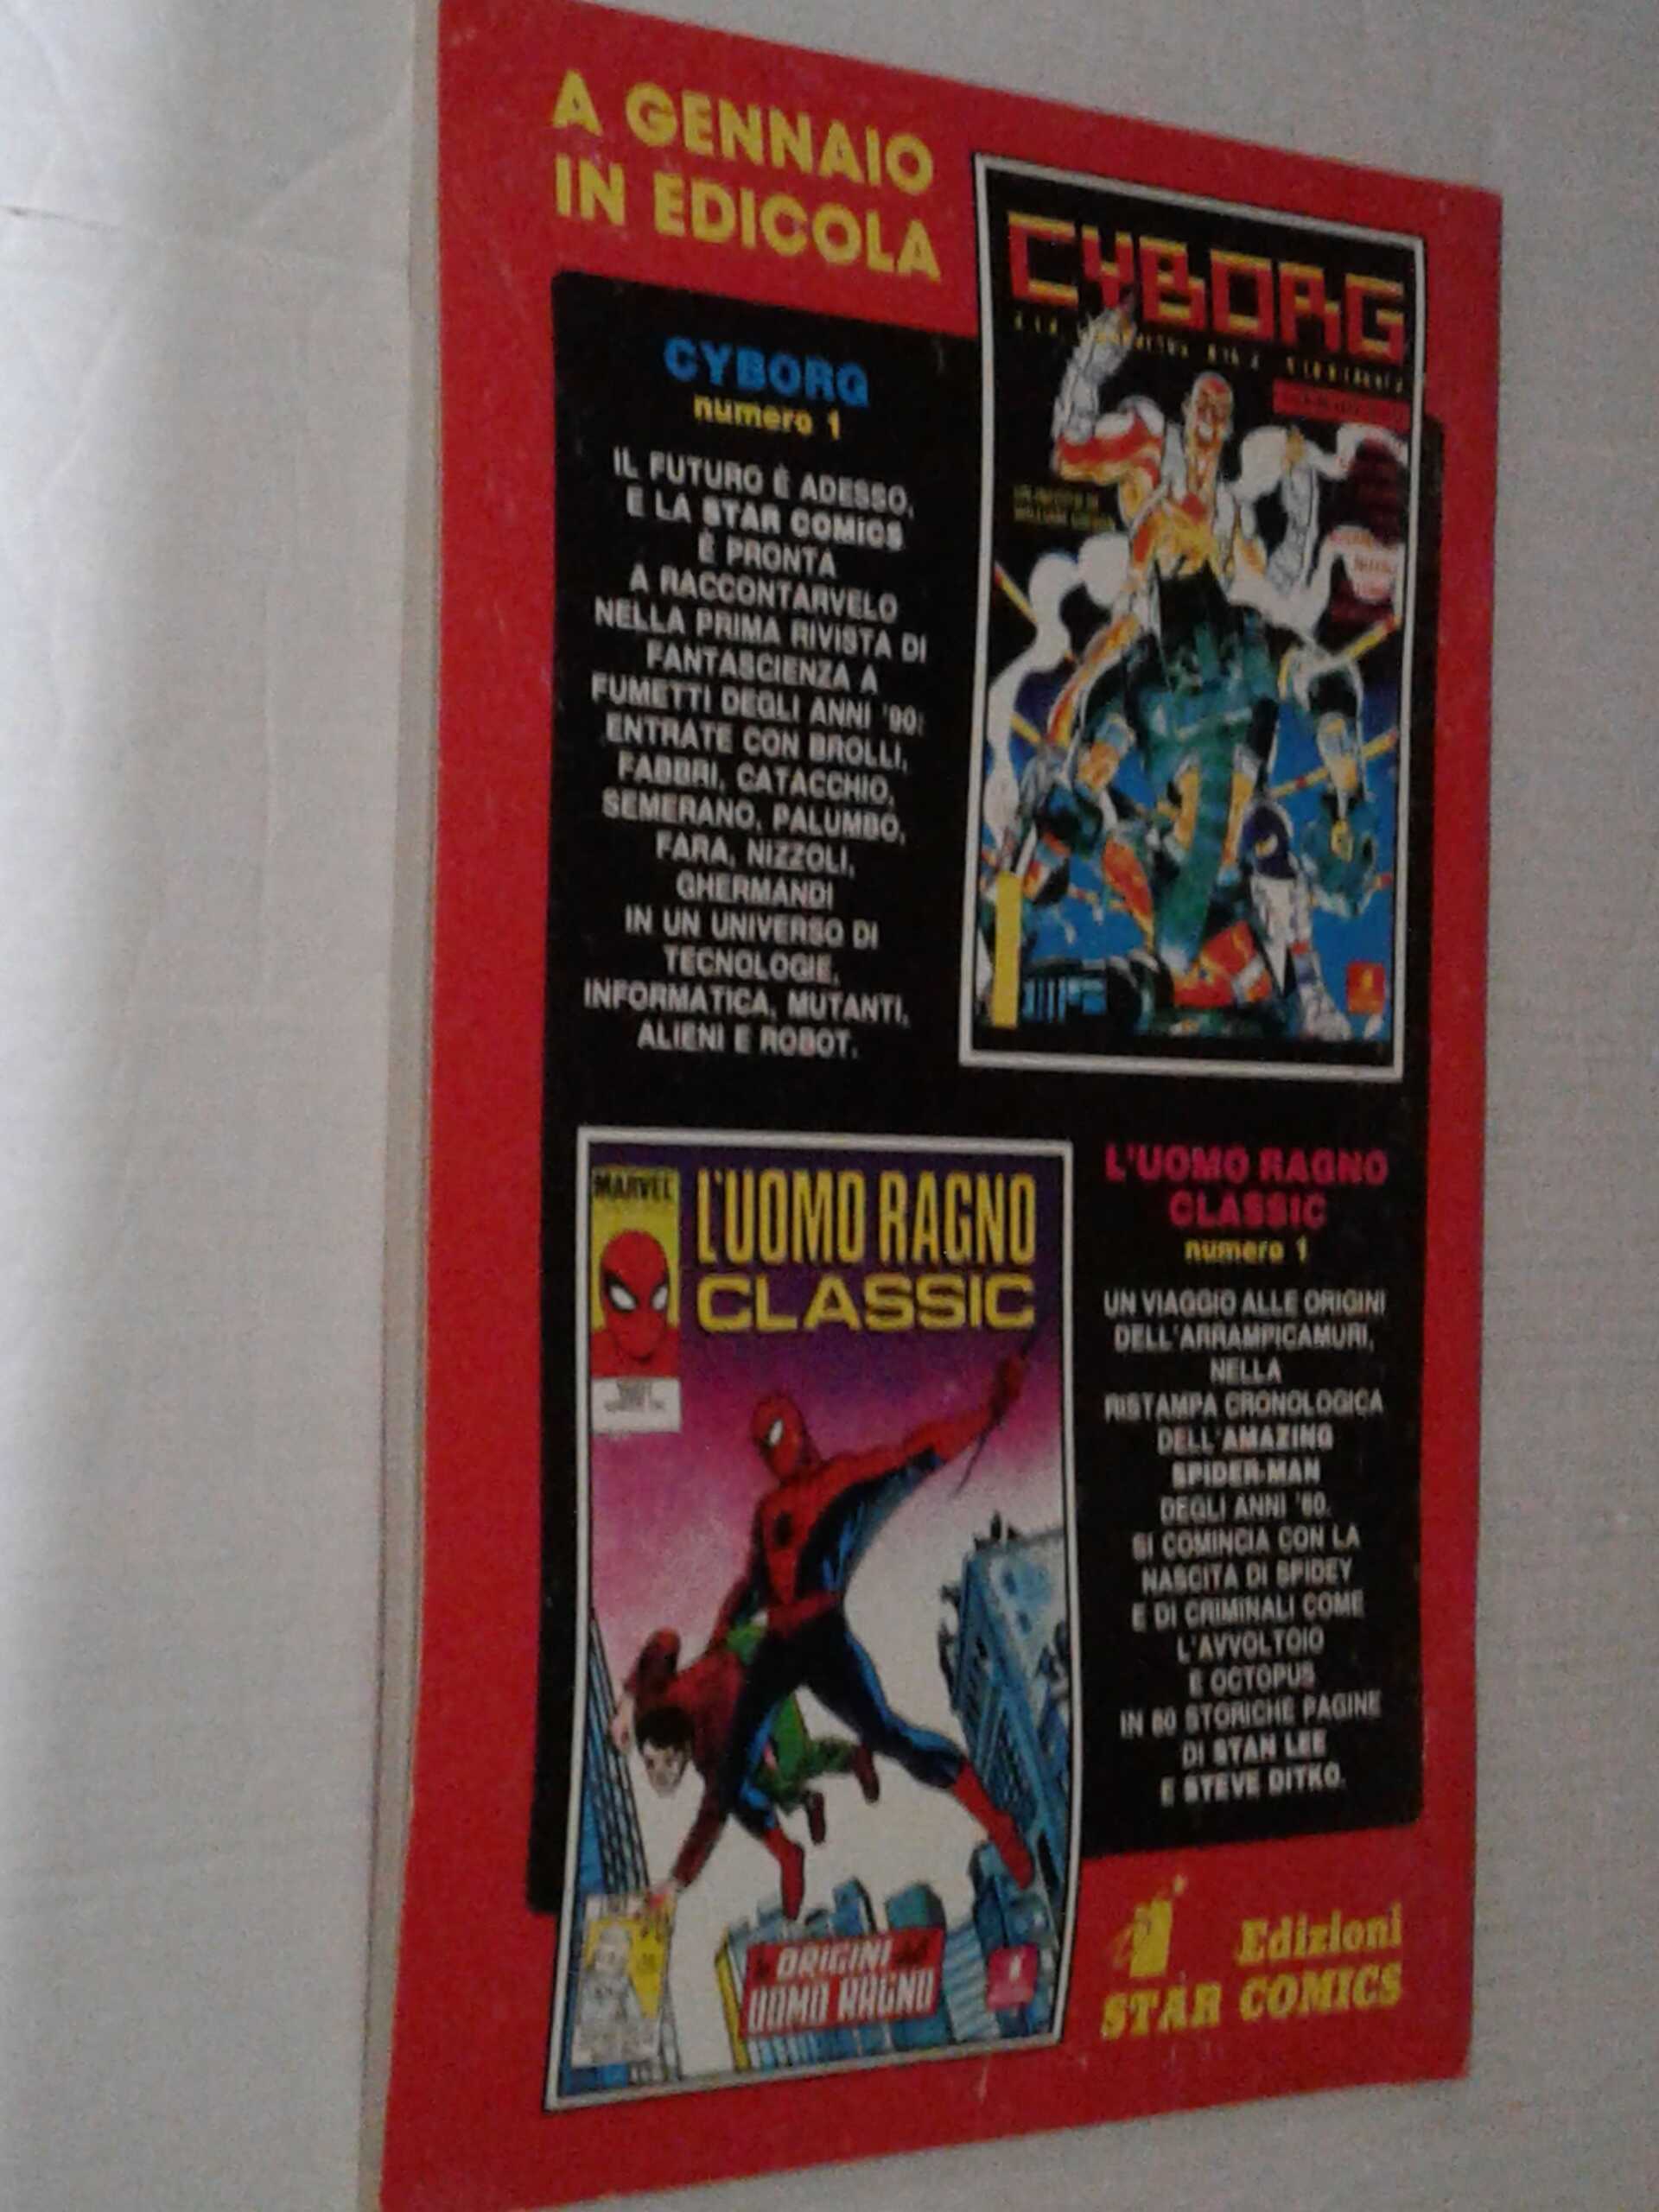 A GENNAIO
IN EDICOLA
CYBORG
CYBORG
numero 1
IL FUTURO È ADESSO,
E LA STAR COMICS
È PRONTA
A RACCONTARVELO
NELLA PRIMA RIVISTA DI
FANTASCIENZA A
FUMETTI DEGLI ANNI '90:
ENTRATE CON BROLLI,
FABBRI, CATACCHIO,
SEMERANO, PALUMBO,
FARA, NIZZOLI,
GHERMANDI
IN UN UNIVERSO DI
TECNOLOGIE,
INFORMATICA, MUTANTI,
ALIENI E ROBOT.
MARVEL
L'UOMO RAGNO
CLASSIC
ORIGINI
UOMO RAGNO
L'UOMO RAGNO
CLASSIC
numero 1
UN VIAGGIO ALLE ORIGINI
DELL'ARRAMPICAMURI,
NELLA
RISTAMPA CRONOLOGICA
DELL'AMAZING
SPIDER-MAN
DEGLI ANNI '60.
SI COMINCIA CON LA
NASCITA DI SPIDEY
E DI CRIMINALI COME
L'AVVOLTOIO
E OCTOPUS
IN 80 STORICHE PAGINE
DI STAN LEE
E STEVE DITKO.
Edizioni
STAR COMICS